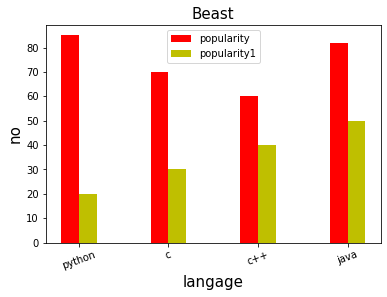 Beast
popularity
popularity1
80
70
60
50
40
30
20
10
0
no
python
c
c++
java
langage